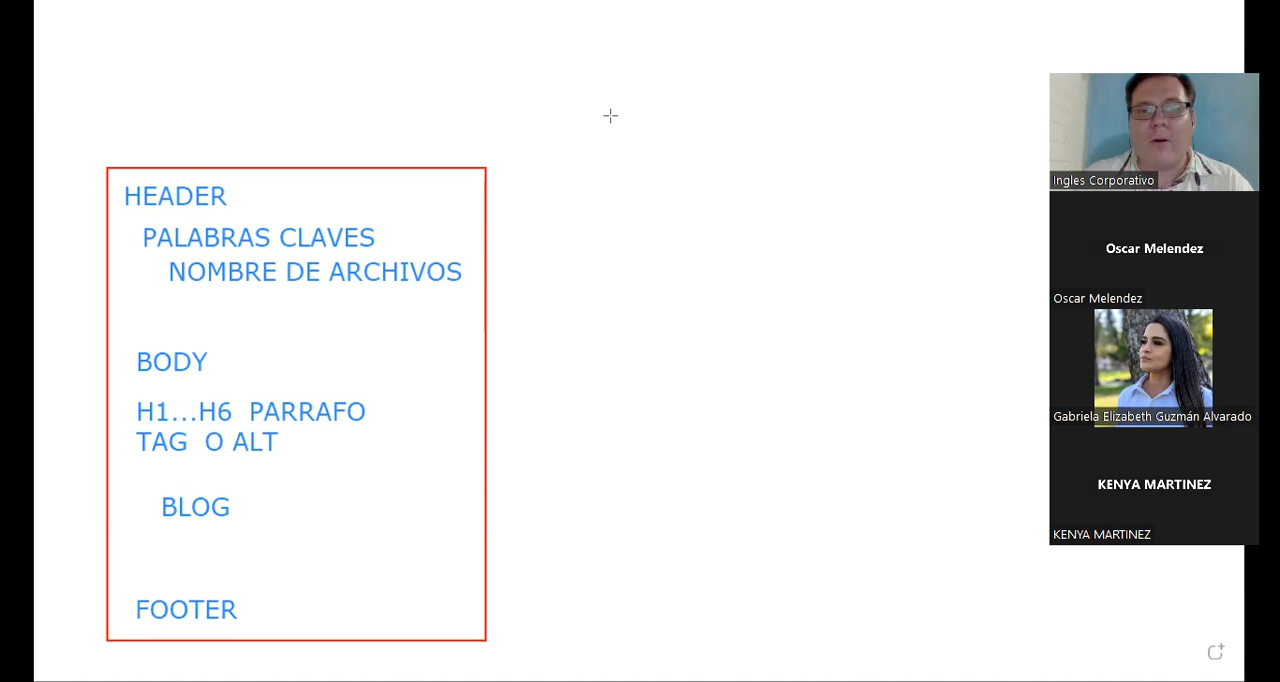 HEADER
PALABRAS CLAVES
NOMBRE DE ARCHIVOS
BODY
H1...H6 PARRAFO
TAG O ALT
BLOG
FOOTER
Ingles Corporativo
Oscar Melendez
Oscar Melendez
Gabriela Elizabeth Guzmán Alvarado
KENYA MARTINEZ
KENYA MARTINEZ